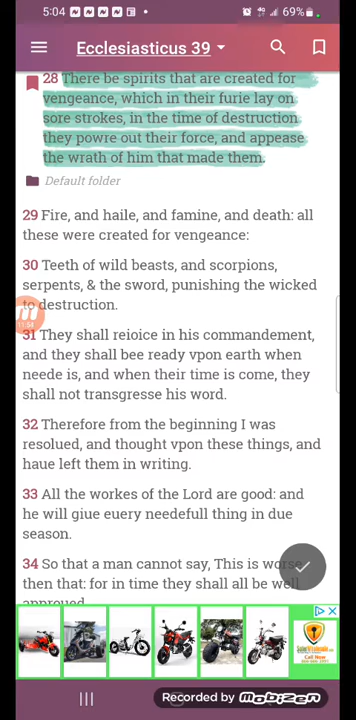 5:04
69%
Ecclesiasticus 39
28 There be spirits that are created for
vengeance, which in their furie lay on
sore strokes, in the time of destruction
they powre out their force, and appease
the wrath of him that made them.
Default folder
29 Fire, and haile, and famine, and death: all
these were created for vengeance:
30 Teeth of wild beasts, and scorpions,
serpents, & the sword, punishing the wicked
to destruction.
11:54
31 They shall reioice in his commandement,
and they shall bee ready vpon earth when
neede is, and when their time is come, they
shall not transgresse his word.
32 Therefore from the beginning I was
resolued, and thought vpon these things, and
haue left them in writing.
33 All the workes of the Lord are good: and
he will giue euery needefull thing in due
season.
34 So that a man cannot say, This is worse
then that: for in time they shall all be well
approued
Call Now
Recorded by MOBIZEN